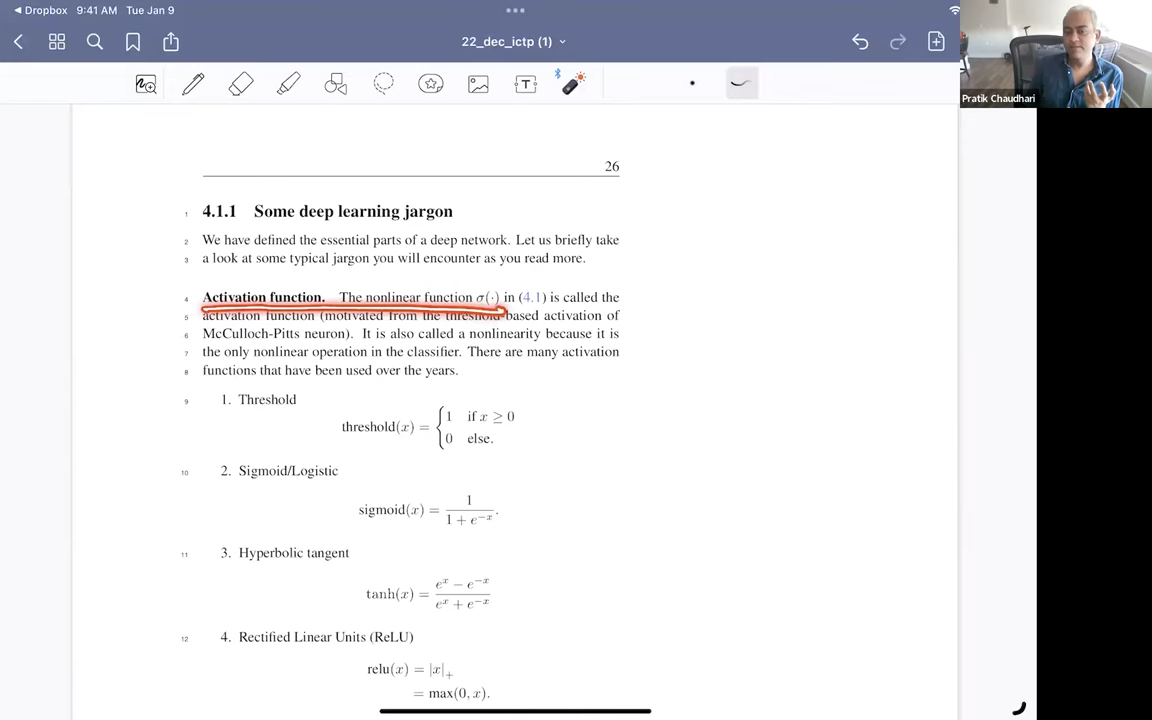 Dropbox 9:41 AM Tue Jan 9
22_dec_ictp (1)
Pratik Chaudhari
26
1 4.1.1 Some deep learning jargon
2 We have defined the essential parts of a deep network. Let us briefly take
3 a look at some typical jargon you will encounter as you read more.
4 Activation function. The nonlinear function σ(·) in (4.1) is called the
5 activation function (motivated from the threshold-based activation of
6 McCulloch-Pitts neuron). It is also called a nonlinearity because it is
7 the only nonlinear operation in the classifier. There are many activation
8 functions that have been used over the years.
9 1. Threshold
threshold(x) = { 1 if x ≥ 0
0 else.
10 2. Sigmoid/Logistic
sigmoid(x) = 1 / (1 + e^{-x}).
11 3. Hyperbolic tangent
tanh(x) = (e^x − e^{-x}) / (e^x + e^{-x})
12 4. Rectified Linear Units (ReLU)
relu(x) = |x|_+
= max(0, x).